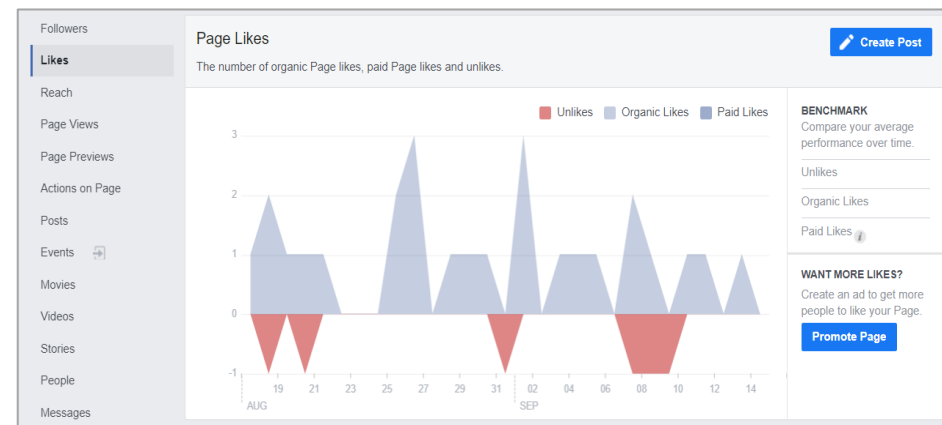 Followers
Likes
Reach
Page Views
Page Previews
Actions on Page
Posts
Events
Movies
Videos
Stories
People
Messages
Page Likes
The number of organic Page likes, paid Page likes and unlikes.
Create Post
Unlikes Organic Likes Paid Likes
3
2
1
0
-1
19 21 23 25 27 29 31 02 04 06 08 10 12 14
AUG SEP
BENCHMARK
Compare your average
performance over time.
Unlikes
Organic Likes
Paid Likes i
WANT MORE LIKES?
Create an ad to get more
people to like your Page.
Promote Page